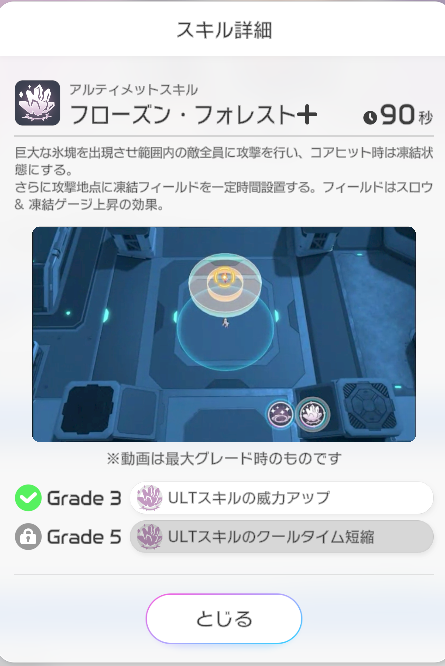 スキル詳細
アルティメットスキル
フローズン・フォレスト+
90秒
巨大な氷塊を出現させ範囲内の敵全員に攻撃を行い、コアヒット時は凍結状
態にする。
さらに攻撃地点に凍結フィールドを一定時間設置する。フィールドはスロウ
& 凍結ゲージ上昇の効果。
※動画は最大グレード時のものです
Grade 3 ULTスキルの威力アップ
Grade 5 ULTスキルのクールタイム短縮
とじる